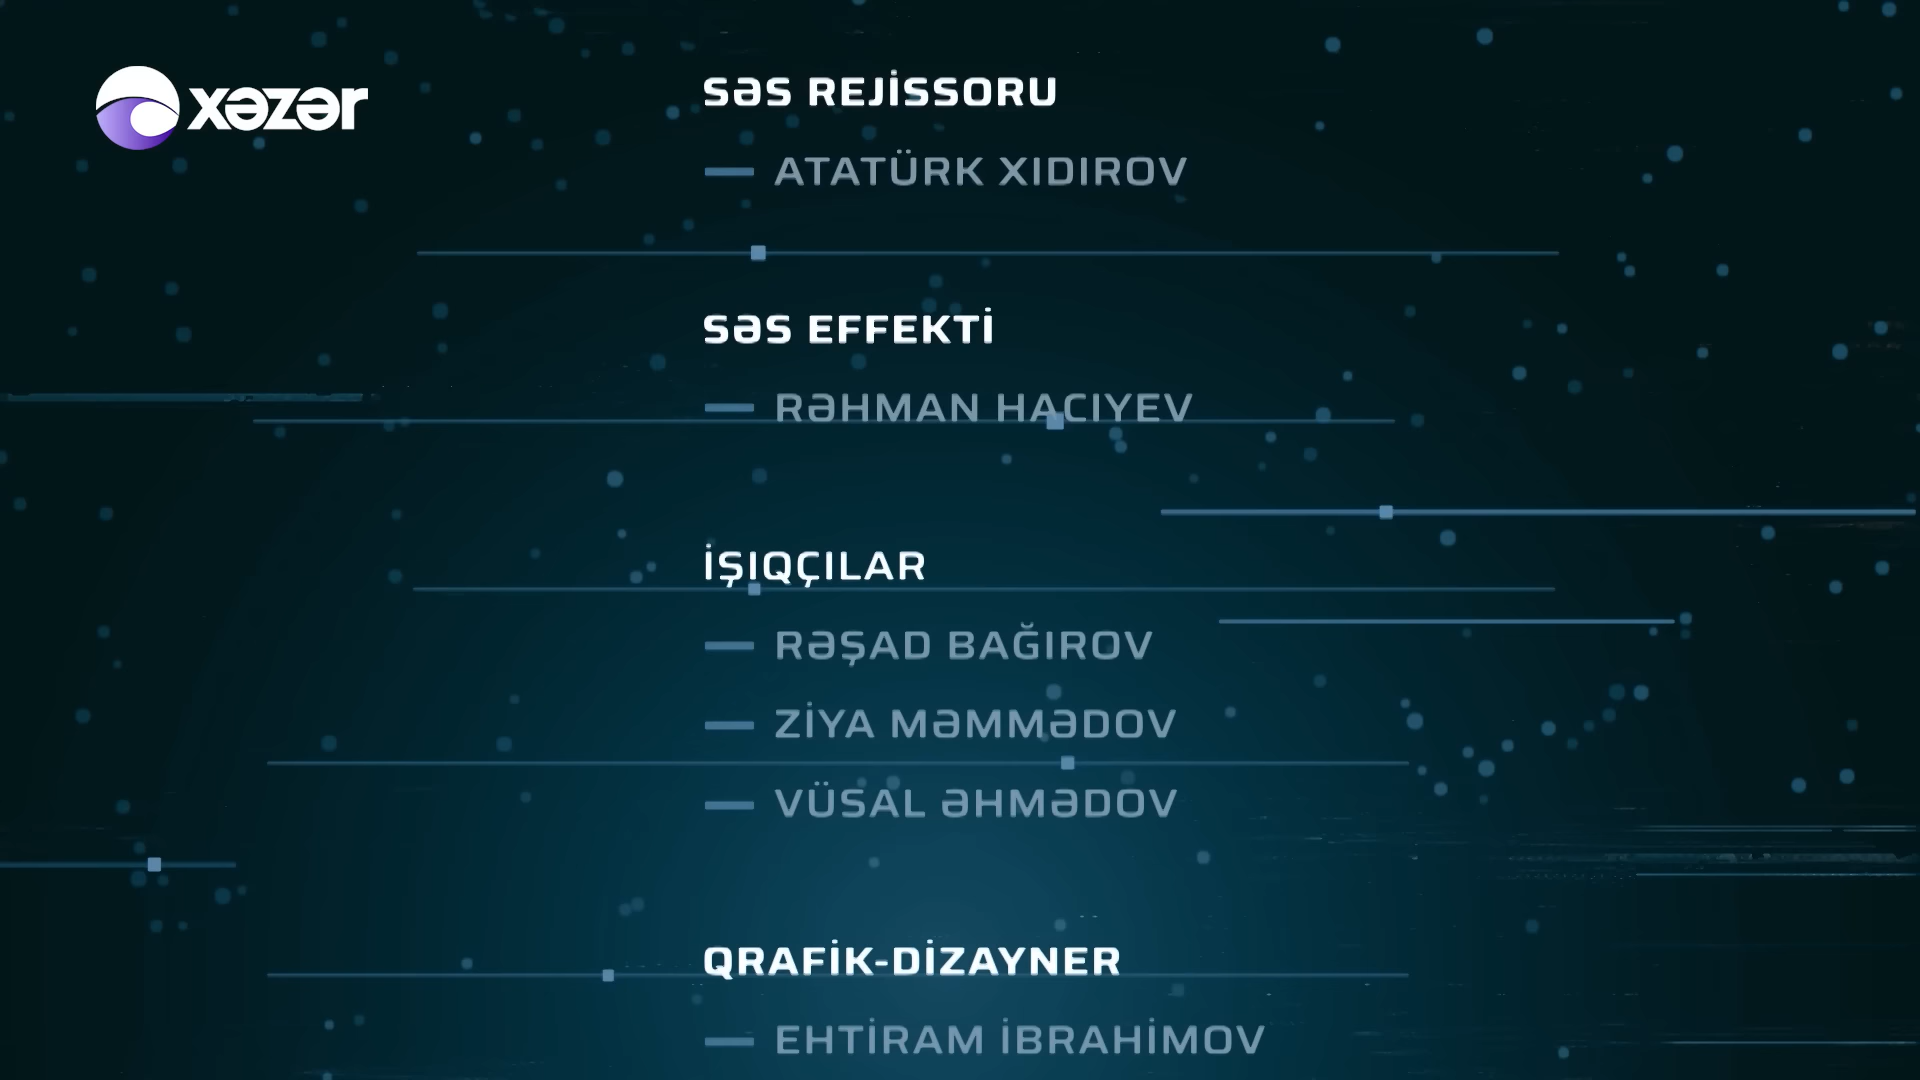 xəzər
SƏS REJİSSORU
ATATÜRK XIDIROV
SƏS EFFEKTİ
RƏHMAN HACIYEV
İŞIQÇILAR
RƏŞAD BAĞIROV
ZİYA MƏMMƏDOV
VÜSAL ƏHMƏDOV
QRAFİK-DİZAYNER
EHTİRAM İBRAHİMOV